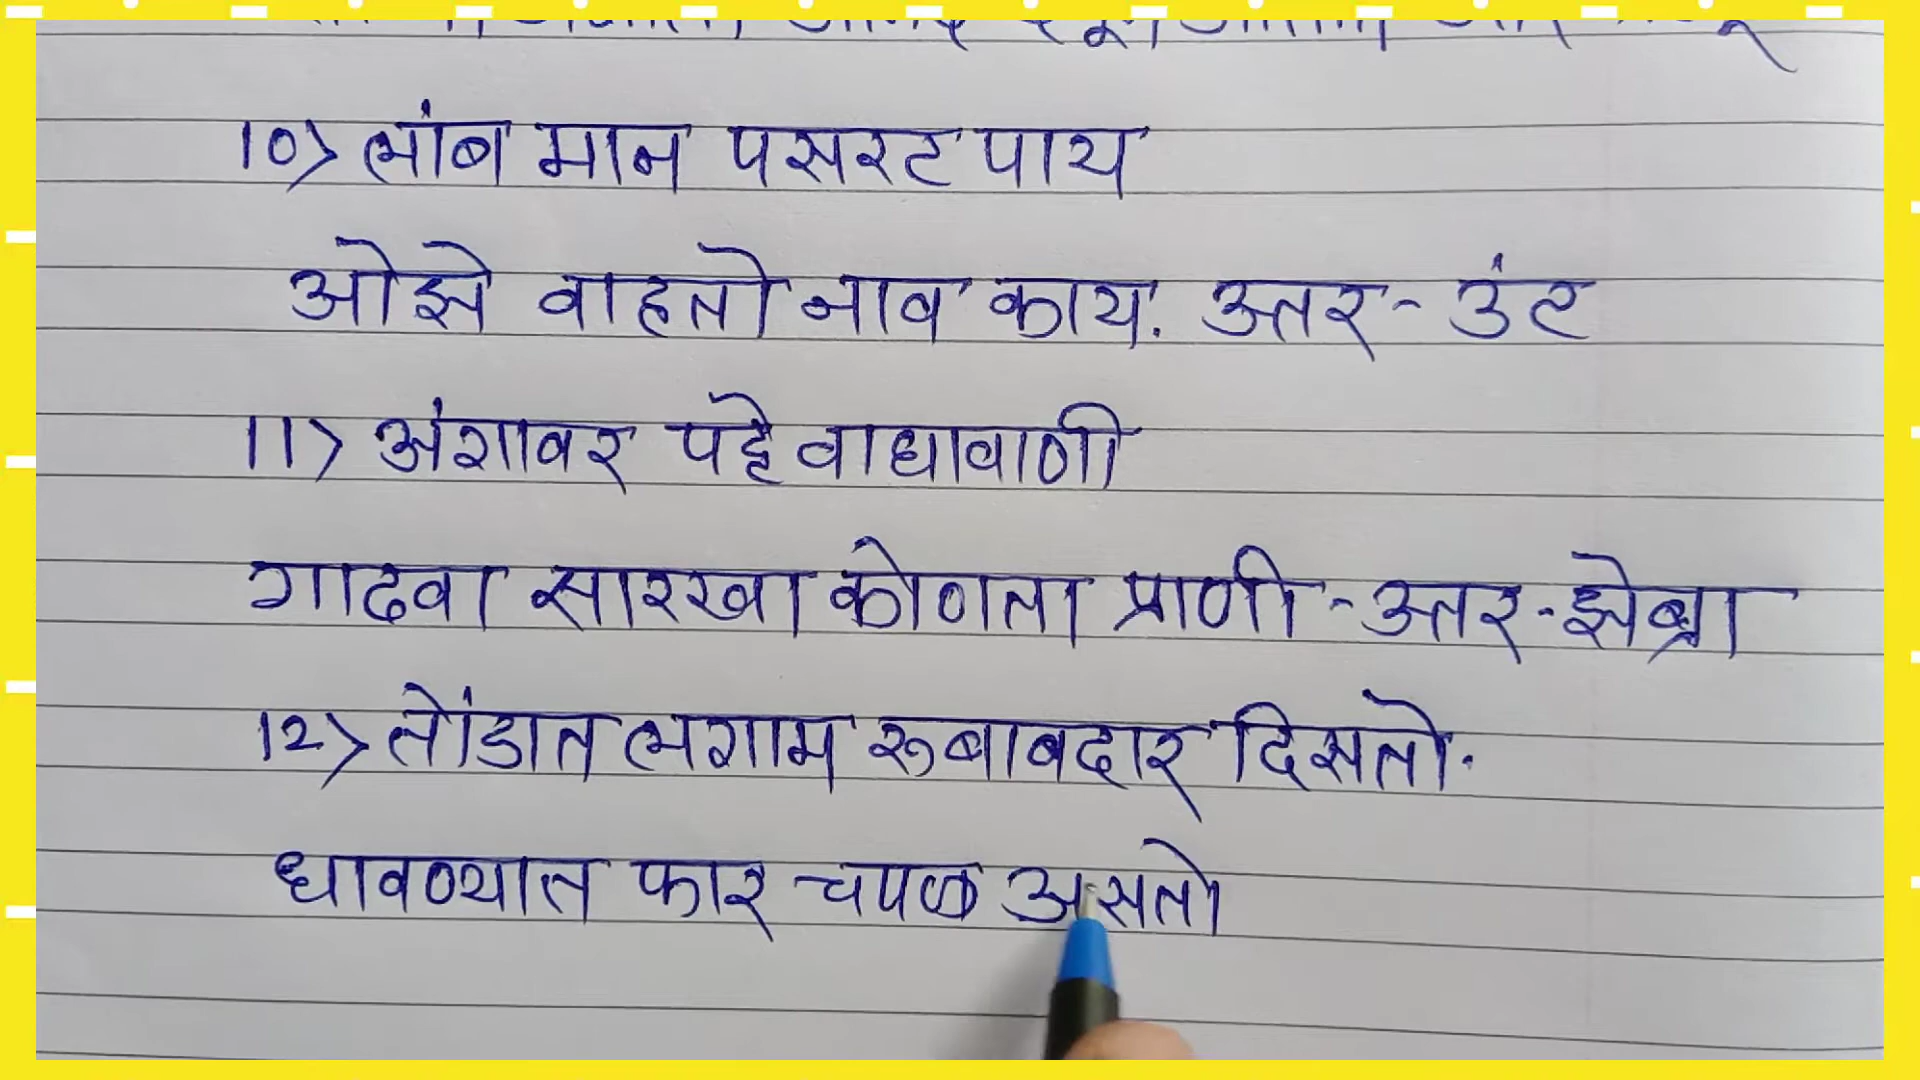 10> लांब मान पसरट पाय
ओझे वाहतो नाव काय. उत्तर- उंट
11> अंगावर पट्टे वाघावाणी
गाढवा सारखा कोणता प्राणी-उत्तर-झेब्रा
12> तोंडात लगाम रूबाबदार दिसतो.
धावण्यात फार चपळ असतो